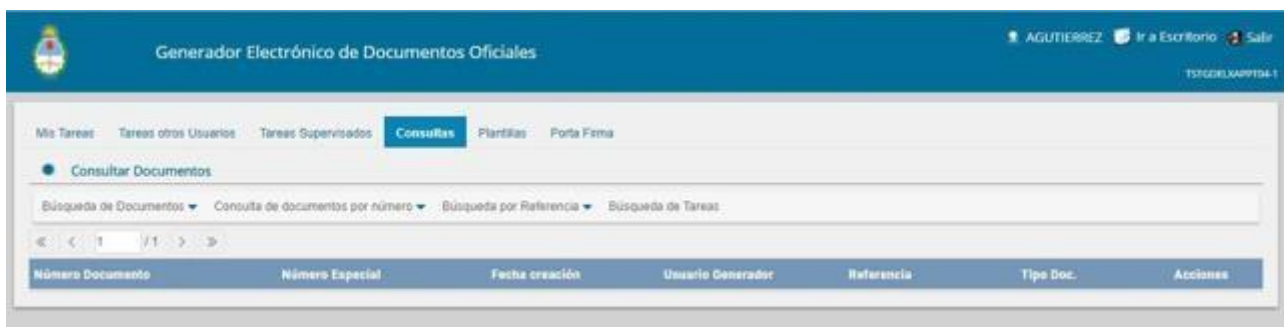 AGUTIERREZ Ir a Escritorio Salir
Generador Electrónico de Documentos Oficiales
Mis Tareas Tareas otros Usuarios Tareas Supervisados Consultas Plantillas Porta Firma
Consultar Documentos
Búsqueda de Documentos Consulta de documentos por número Búsqueda por Referencia Búsqueda de Tareas
1 / 1
Número Documento Número Especial Fecha creación Usuario Generador Referencia Tipo Doc. Acciones